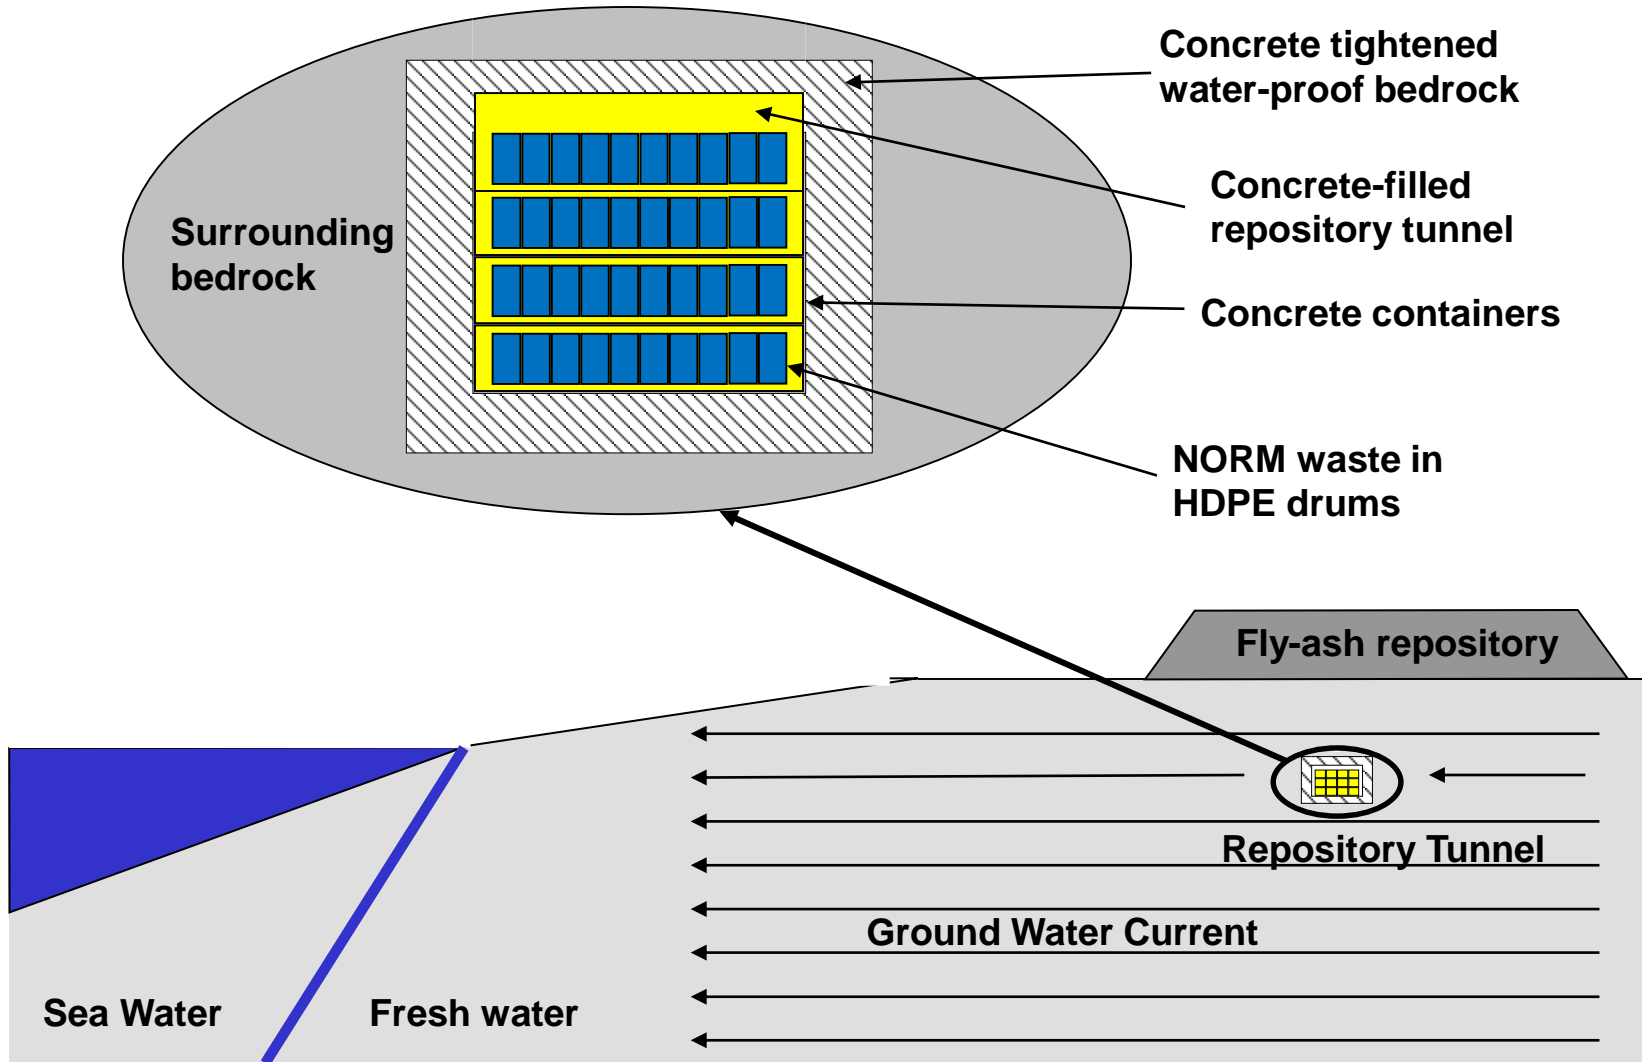 Concrete tightened
water-proof bedrock
Concrete-filled
repository tunnel
Surrounding
bedrock
Concrete containers
NORM waste in
HDPE drums
Fly-ash repository
Repository Tunnel
Ground Water Current
Sea Water
Fresh water